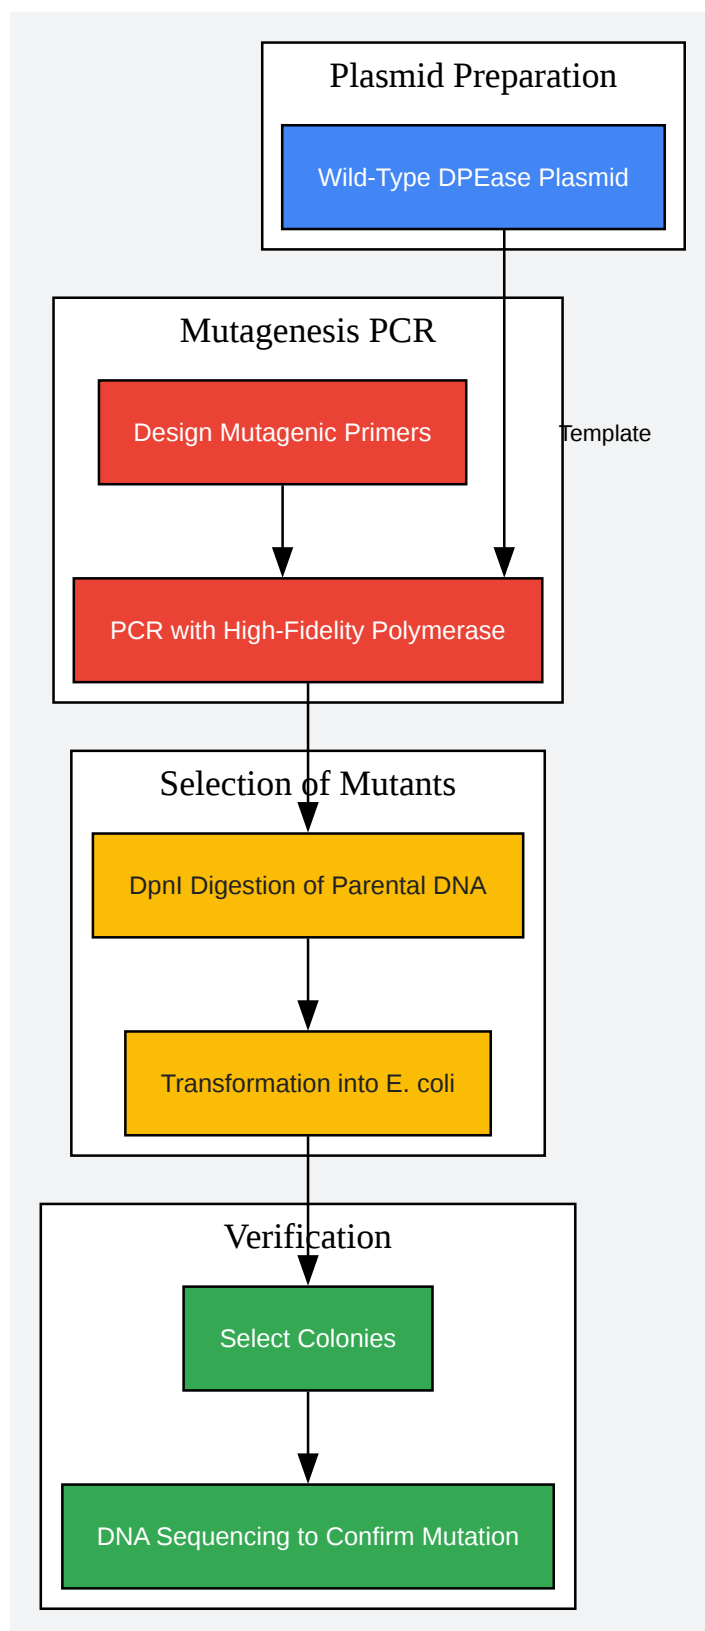 Plasmid Preparation
Wild-Type DPEase Plasmid
Mutagenesis PCR
Design Mutagenic Primers
Template
PCR with High-Fidelity Polymerase
Selection of Mutants
DpnI Digestion of Parental DNA
Transformation into E. coli
Verification
Select Colonies
DNA Sequencing to Confirm Mutation